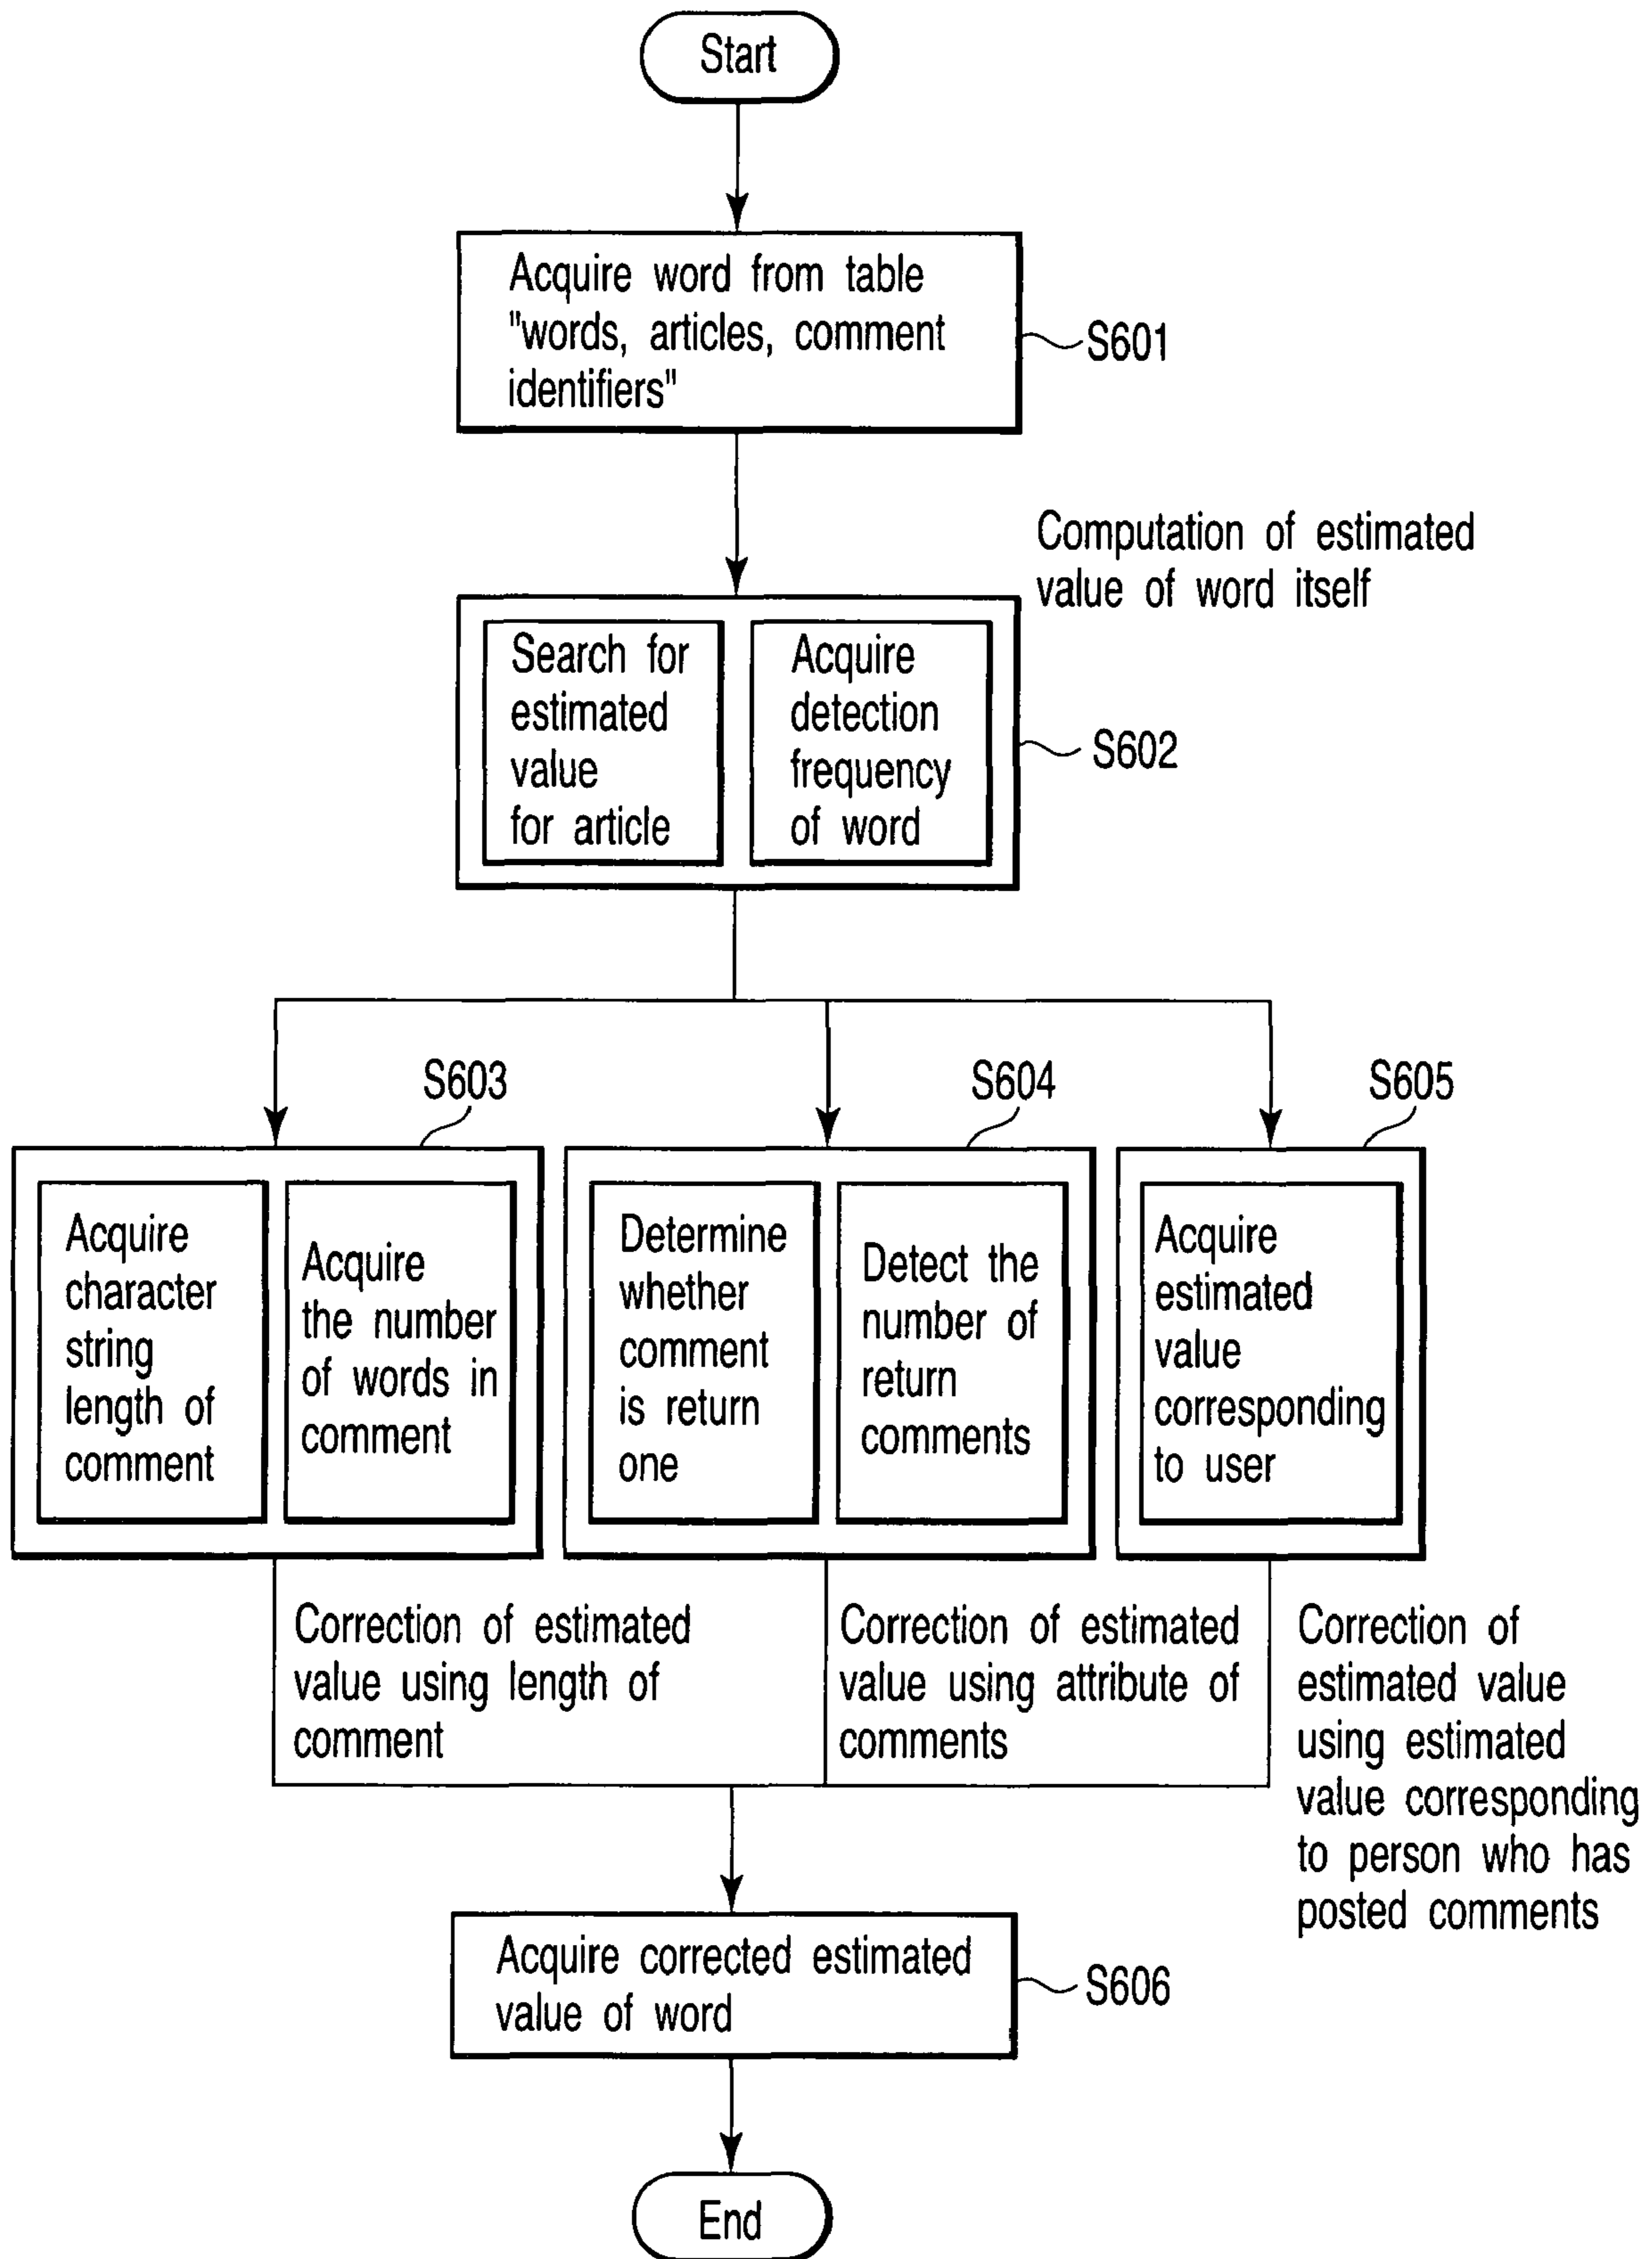 Start
Acquire word from table
"words, articles, comment
identifiers"
S601
Computation of estimated
value of word itself
Search for
estimated
value
for article
Acquire
detection
frequency
of word
S602
S603
Acquire
character
string
length of
comment
Acquire
the number
of words in
comment
S604
Determine
whether
comment
is return
one
Detect the
number of
return
comments
S605
Acquire
estimated
value
corresponding
to user
Correction of estimated
value using length of
comment
Correction of estimated
value using attribute of
comments
Correction of
estimated value
using estimated
value corresponding
to person who has
posted comments
Acquire corrected estimated
value of word
S606
End